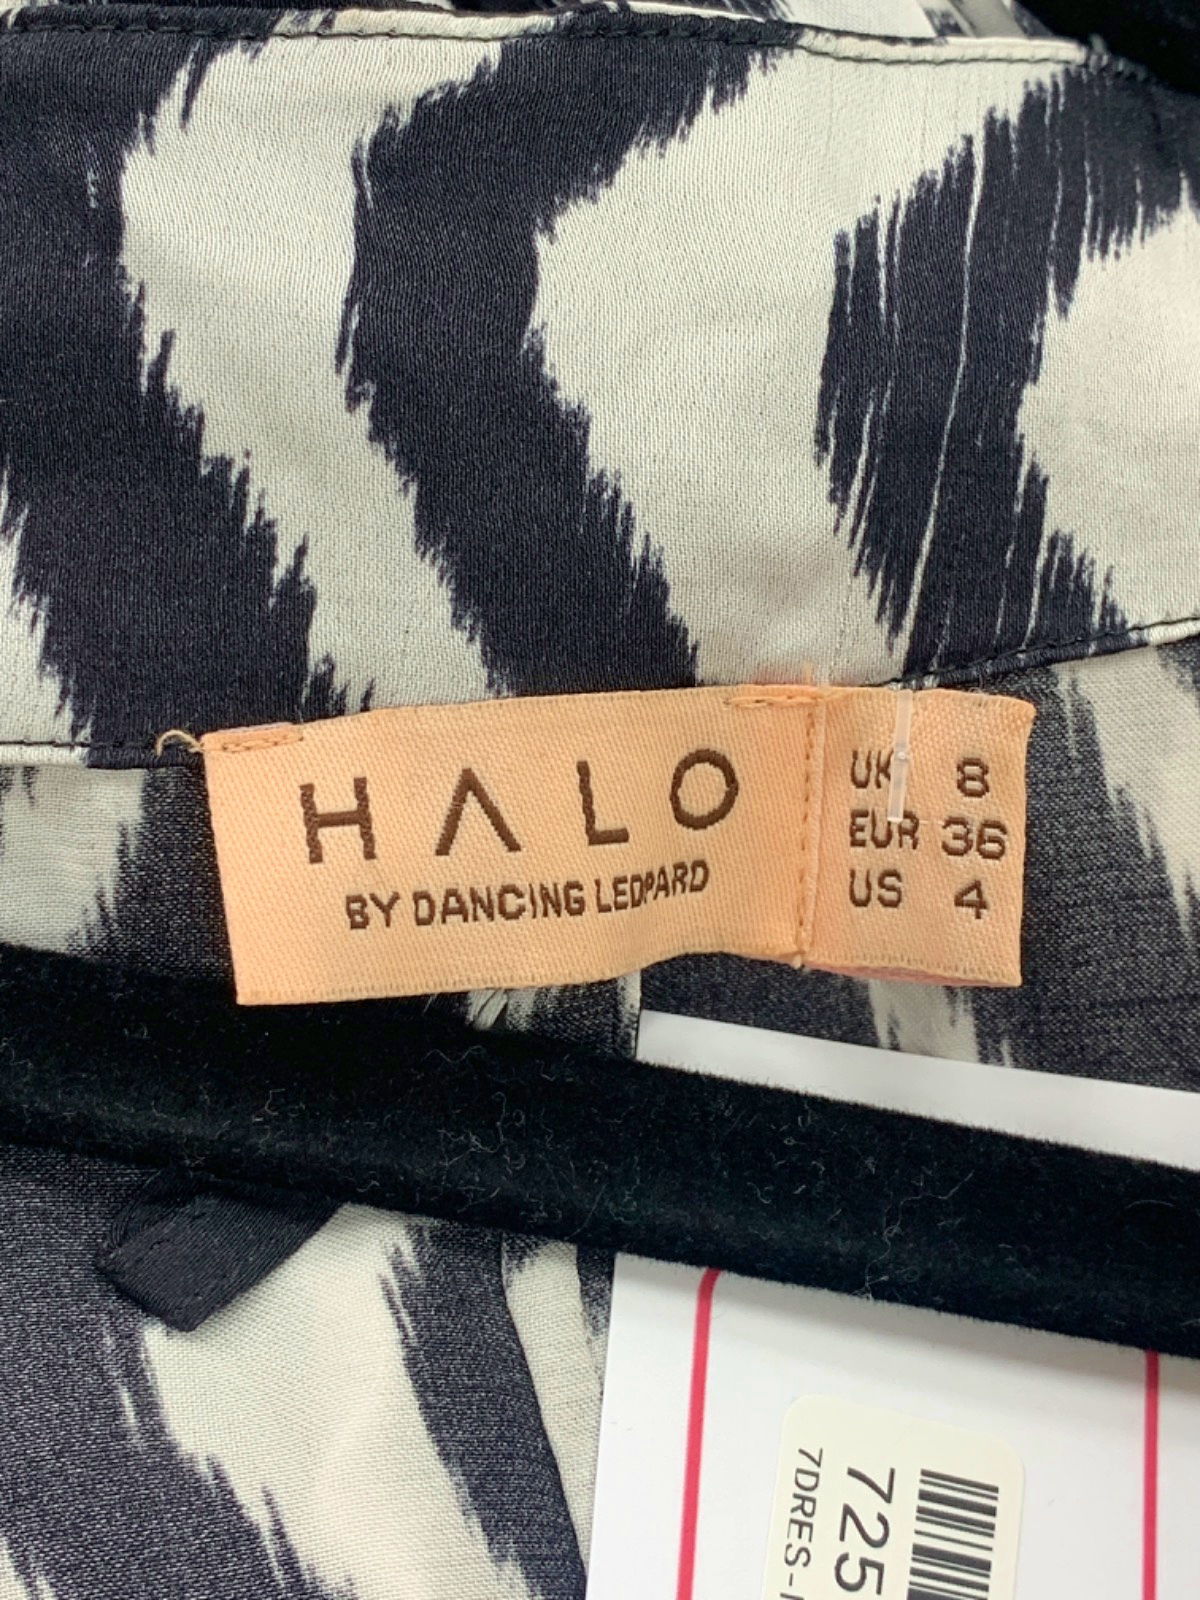 HALO
BY DANCING LEOPARD
UK 8
EUR 36
US 4
725
7DRES-